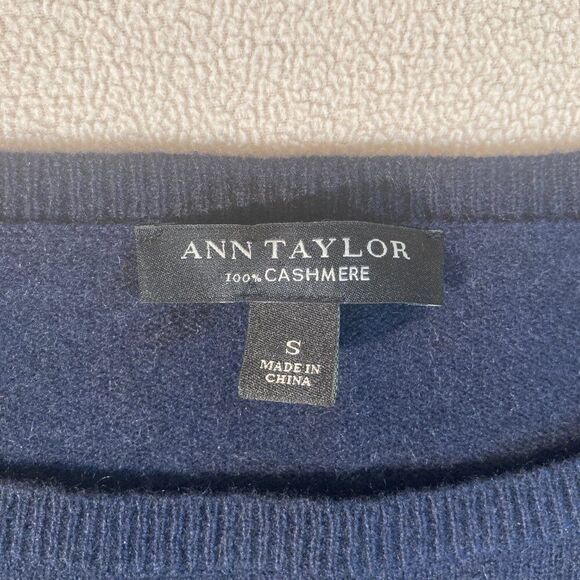 ANN TAYLOR
100% CASHMERE
S
MADE IN
CHINA